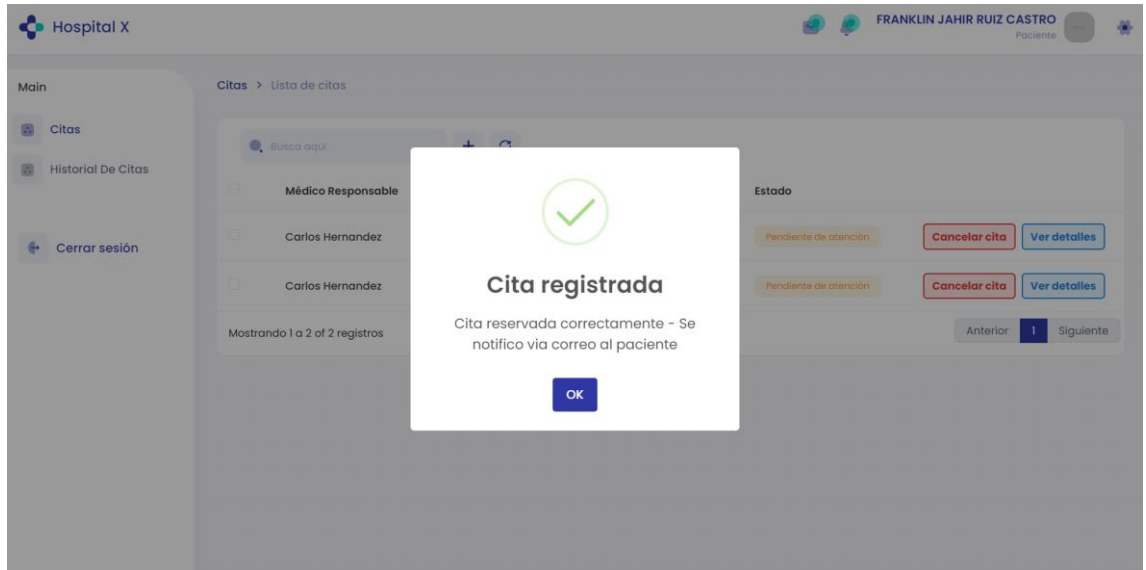 Hospital X
FRANKLIN JAHIR RUIZ CASTRO
Paciente
Main
Citas
Historial De Citas
Cerrar sesión
Citas > Lista de citas
Busca aqui
Médico Responsable
Estado
Carlos Hernandez
Pendiente de atención
Cancelar cita
Ver detalles
Carlos Hernandez
Pendiente de atención
Cancelar cita
Ver detalles
Mostrando 1 a 2 of 2 registros
Anterior 1 Siguiente
Cita registrada
Cita reservada correctamente - Se
notifico via correo al paciente
OK